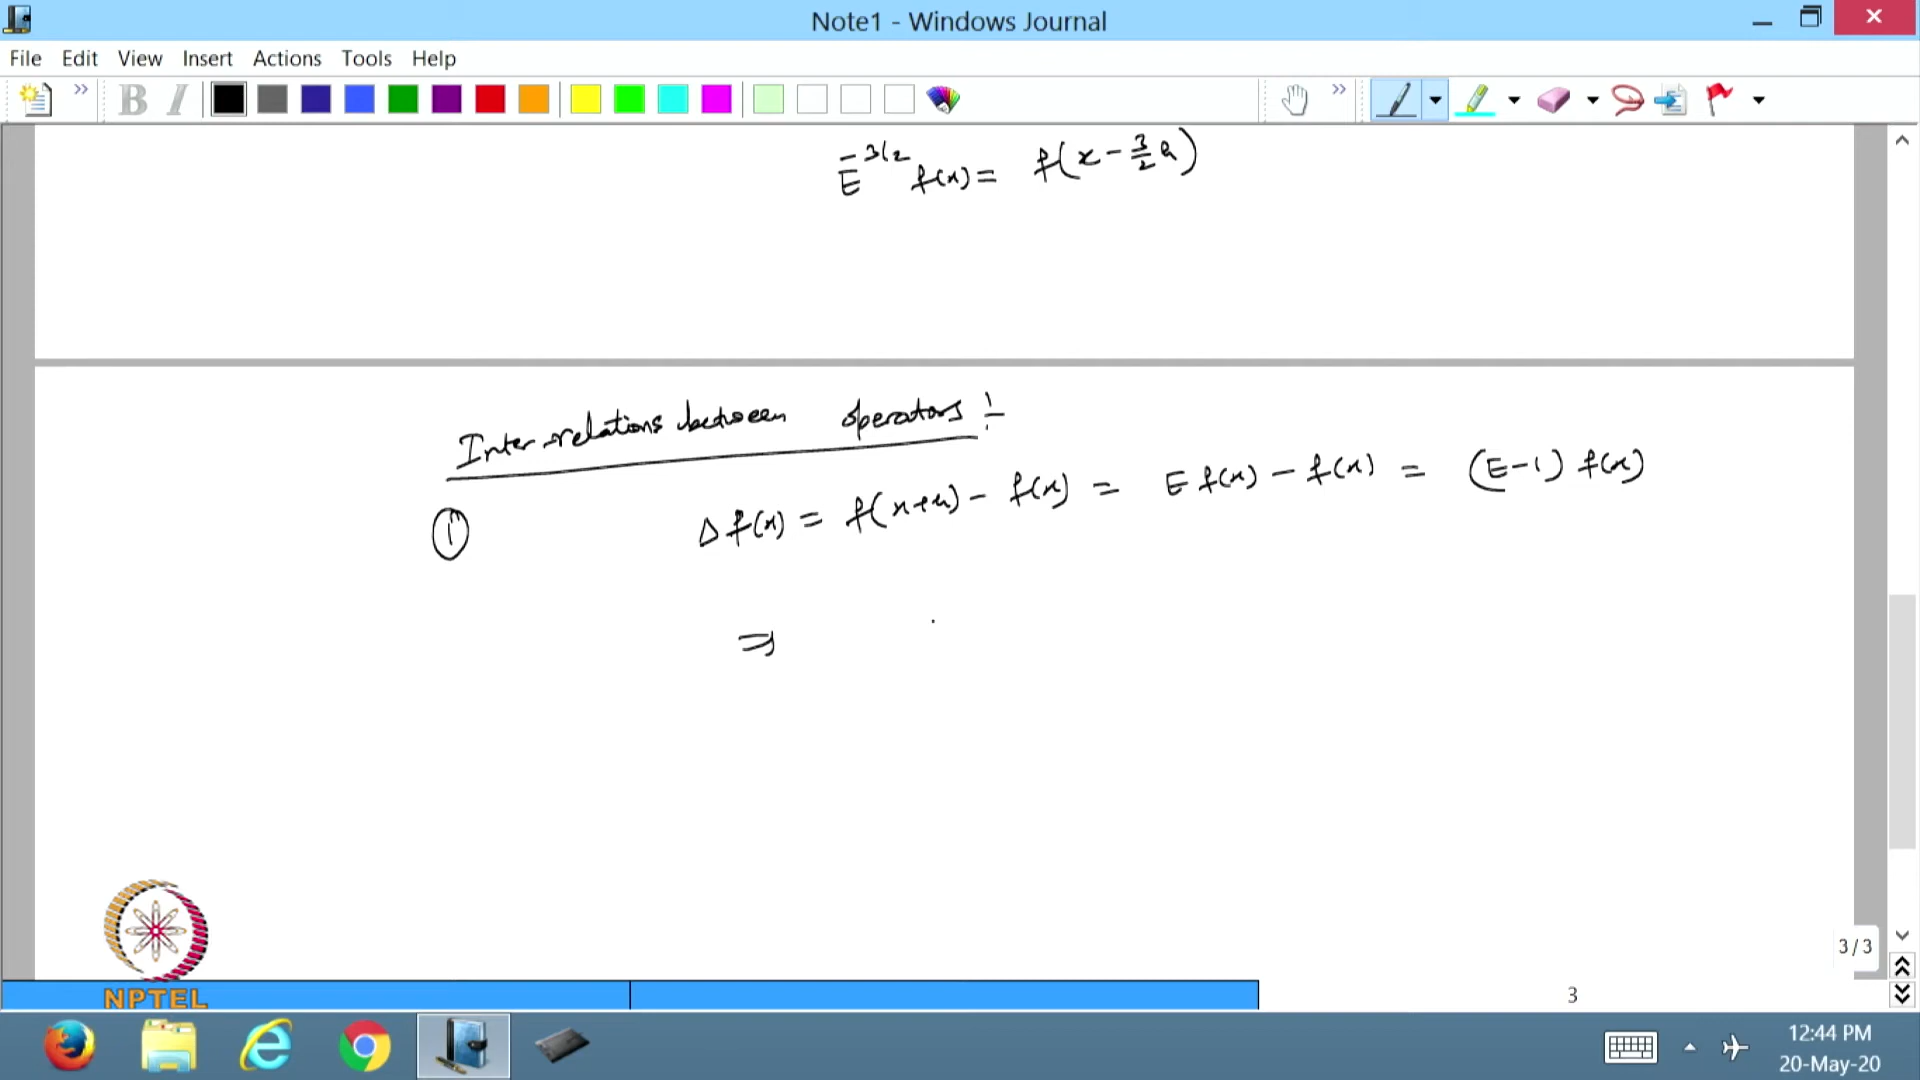 Note1 - Windows Journal
File Edit View Insert Actions Tools Help
B I
E^{-3/2} f(x) = f(x - 3/2 h)
Inter-relations between operators :-
① Δ f(x) = f(x+h) - f(x) = E f(x) - f(x) = (E-1) f(x)
⇒
3 / 3
NPTEL
3
12:44 PM
20-May-20